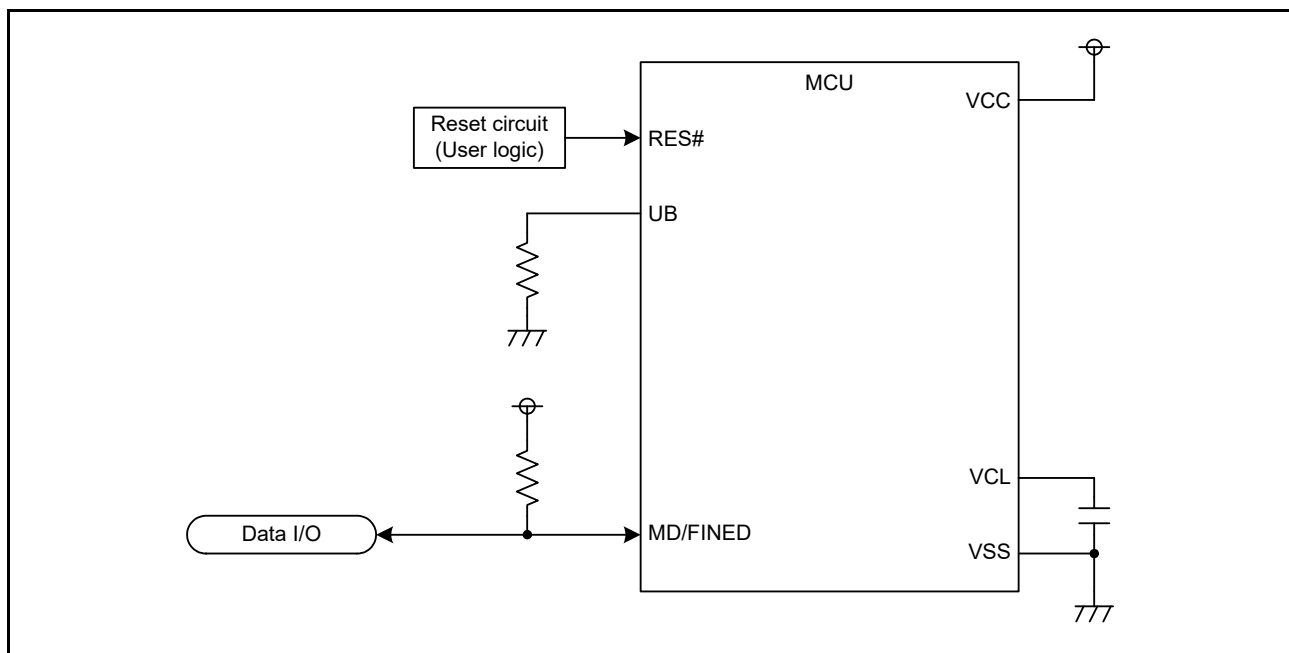 MCU
VCC
Reset circuit
(User logic)
RES#
UB
VCL
Data I/O
MD/FINED
VSS